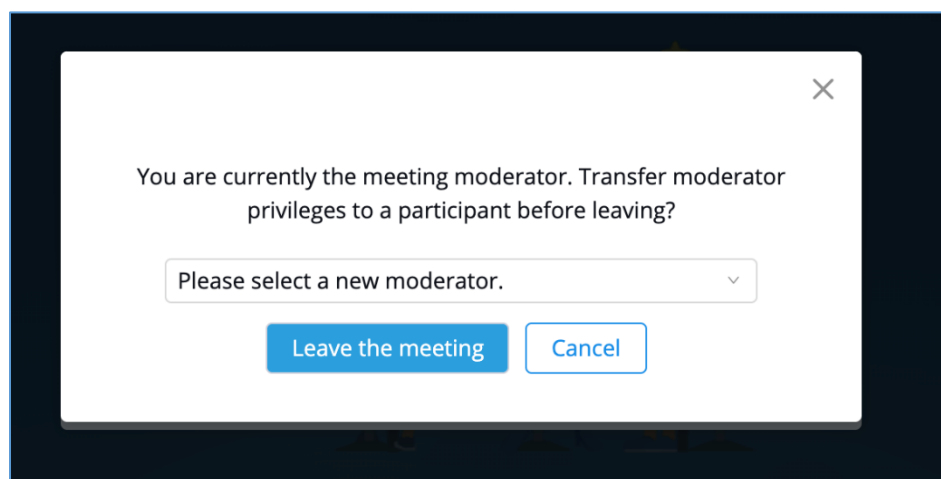 You are currently the meeting moderator. Transfer moderator
privileges to a participant before leaving?
Please select a new moderator.
Leave the meeting
Cancel